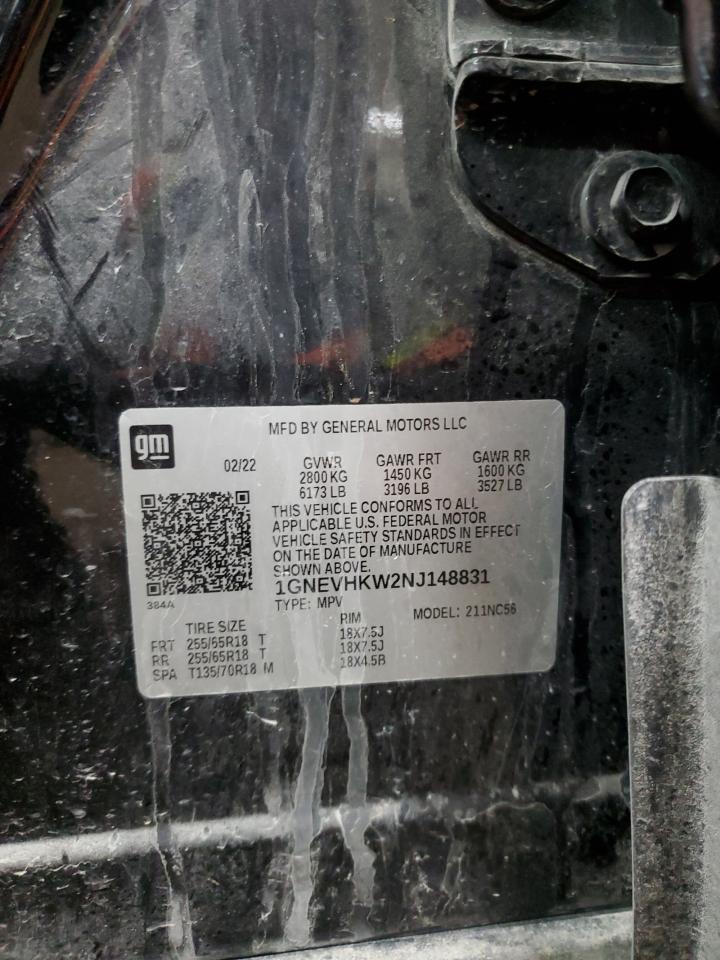 gm
MFD BY GENERAL MOTORS LLC
02/22
GVWR GAWR FRT GAWR RR
2800 KG 1450 KG 1600 KG
6173 LB 3196 LB 3527 LB
THIS VEHICLE CONFORMS TO ALL
APPLICABLE U.S. FEDERAL MOTOR
VEHICLE SAFETY STANDARDS IN EFFECT
ON THE DATE OF MANUFACTURE
SHOWN ABOVE.
1GNEVHKW2NJ148831
384A
TYPE: MPV MODEL: 211NC56
TIRE SIZE RIM
FRT 255/65R18 T 18X7.5J
RR 255/65R18 T 18X7.5J
SPA T135/70R18 M 18X4.5B